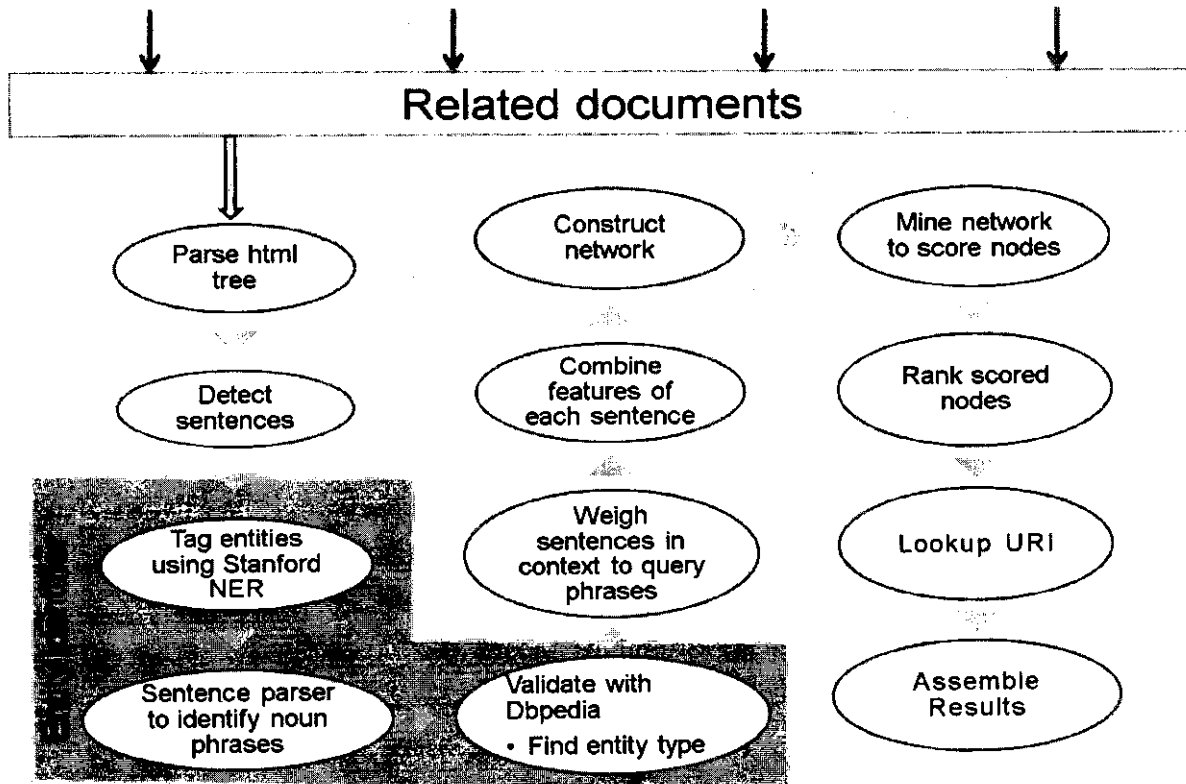 Related documents
Parse html
tree
Detect
sentences
Tag entities
using Stanford
NER
Sentence parser
to identify noun
phrases
Validate with
Dbpedia
• Find entity type
Weigh
sentences in
context to query
phrases
Combine
features of
each sentence
Construct
network
Mine network
to score nodes
Rank scored
nodes
Lookup URI
Assemble
Results